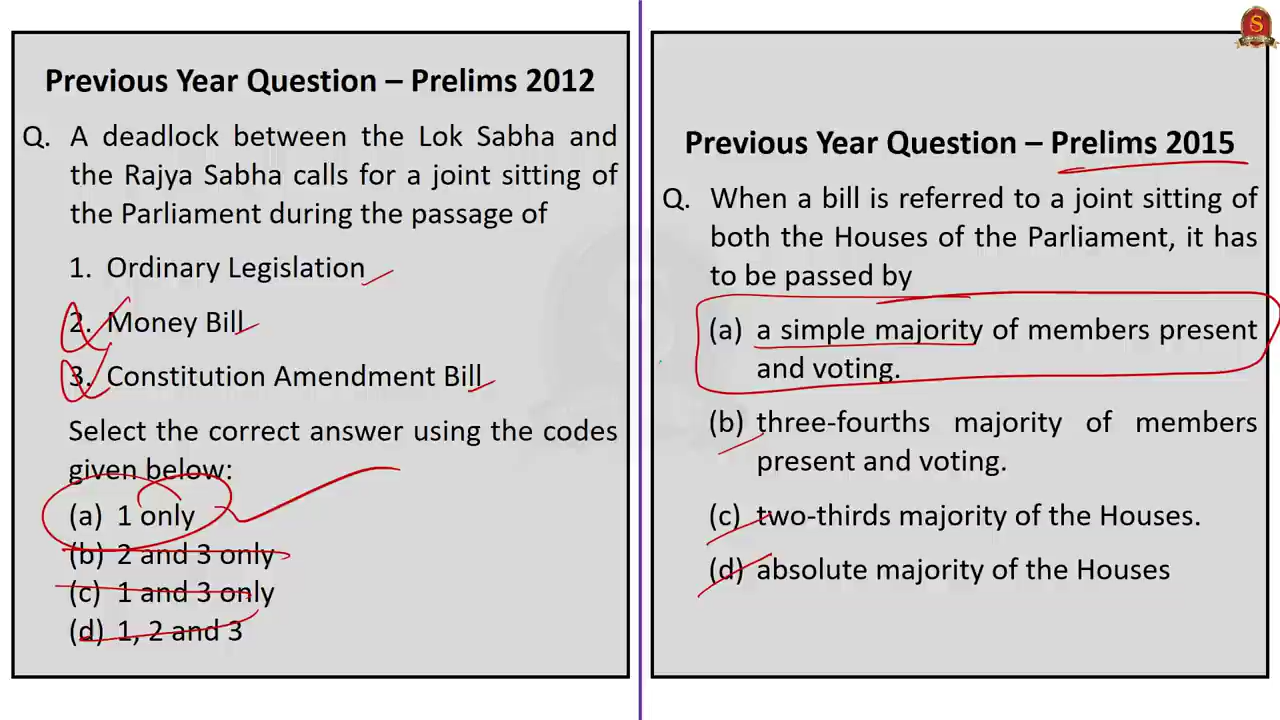 Previous Year Question – Prelims 2012
Q. A deadlock between the Lok Sabha and
the Rajya Sabha calls for a joint sitting of
the Parliament during the passage of
1. Ordinary Legislation
2. Money Bill
3. Constitution Amendment Bill
Select the correct answer using the codes
given below:
(a) 1 only
(b) 2 and 3 only
(c) 1 and 3 only
(d) 1, 2 and 3
Previous Year Question – Prelims 2015
Q. When a bill is referred to a joint sitting of
both the Houses of the Parliament, it has
to be passed by
(a) a simple majority of members present
and voting.
(b) three-fourths majority of members
present and voting.
(c) two-thirds majority of the Houses.
(d) absolute majority of the Houses
S